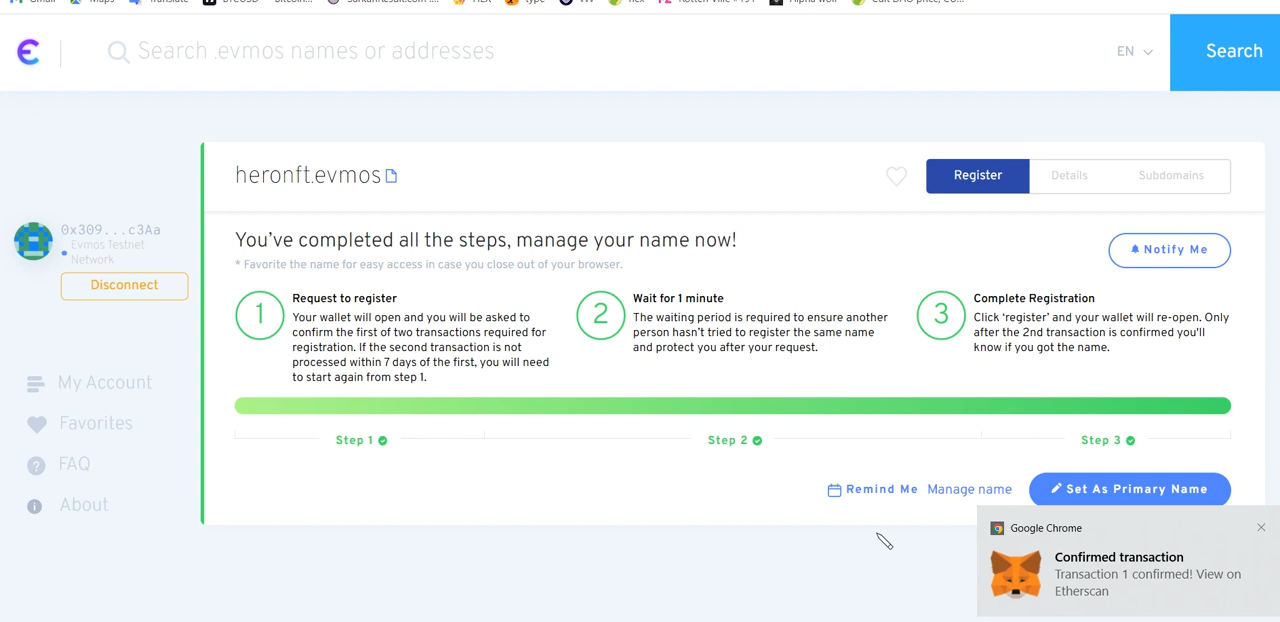 Gmail Maps Translate
type
Search .evmos names or addresses
EN
Search
heronft.evmos
Register
Details
Subdomains
0x309...c3Aa
Evmos Testnet
Network
Disconnect
You've completed all the steps, manage your name now!
* Favorite the name for easy access in case you close out of your browser.
Notify Me
1
Request to register
Your wallet will open and you will be asked to
confirm the first of two transactions required for
registration. If the second transaction is not
processed within 7 days of the first, you will need
to start again from step 1.
2
Wait for 1 minute
The waiting period is required to ensure another
person hasn't tried to register the same name
and protect you after your request.
3
Complete Registration
Click ‘register’ and your wallet will re-open. Only
after the 2nd transaction is confirmed you'll
know if you got the name.
My Account
Favorites
FAQ
About
Step 1
Step 2
Step 3
Remind Me
Manage name
Set As Primary Name
Google Chrome
Confirmed transaction
Transaction 1 confirmed! View on
Etherscan